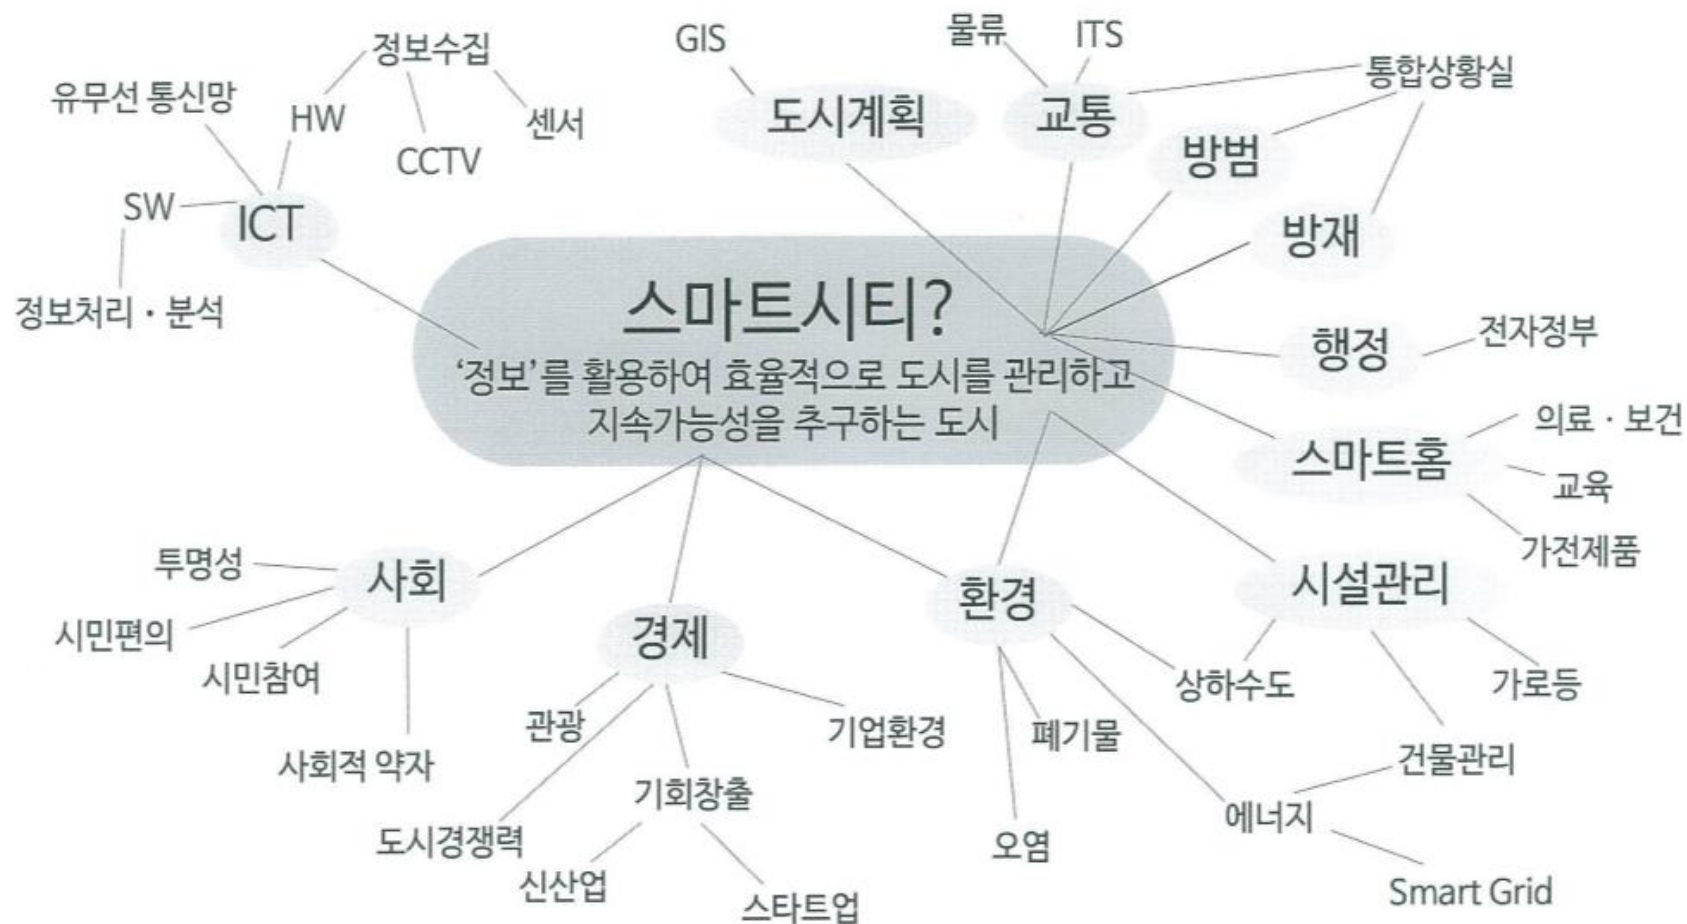 GIS
물류
ITS
정보수집
통합상황실
유무선 통신망
HW
센서
CCTV
도시계획
교통
방범
SW
ICT
방재
정보처리 · 분석
스마트시티?
'정보'를 활용하여 효율적으로 도시를 관리하고
지속가능성을 추구하는 도시
행정
전자정부
스마트홈
의료 · 보건
교육
가전제품
투명성
사회
시민편의
시민참여
사회적 약자
경제
환경
시설관리
상하수도
가로등
관광
기업환경
폐기물
건물관리
기회창출
도시경쟁력
신산업
스타트업
오염
에너지
Smart Grid